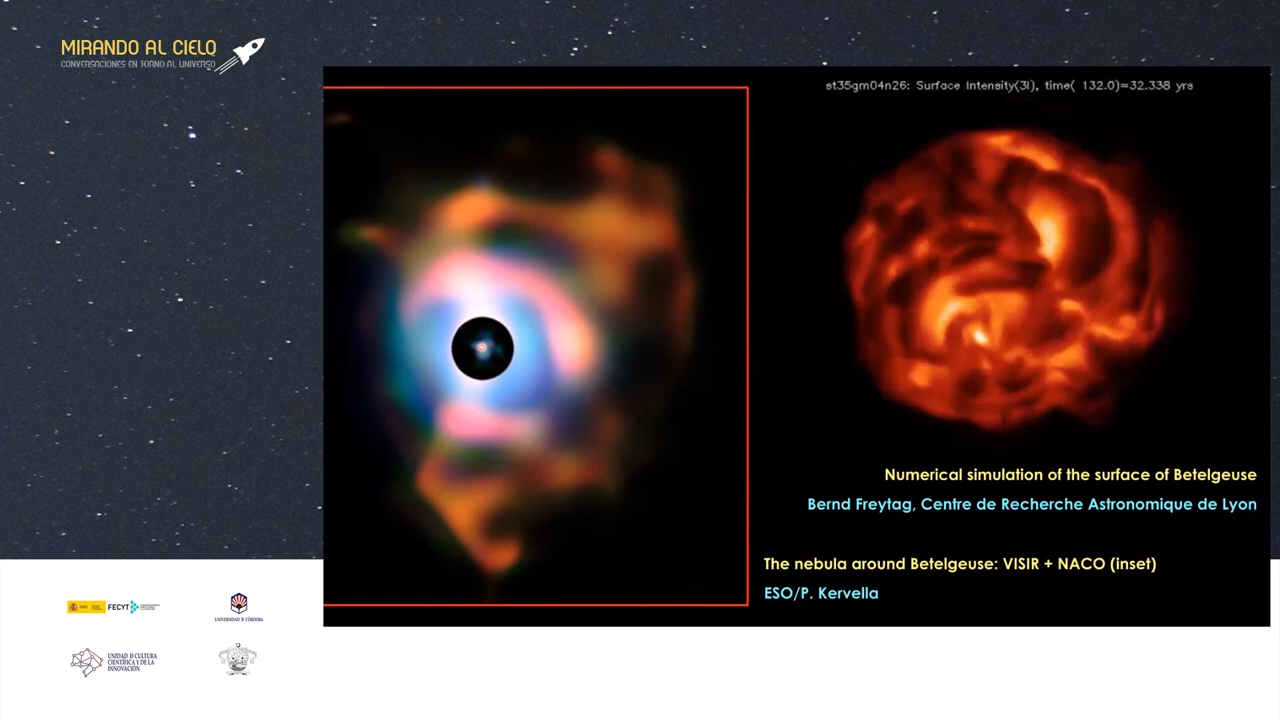 MIRANDO AL CIELO
CONVERSACIONES EN TORNO AL UNIVERSO
st35gm04n26: Surface Intensity(3l), time( 132.0)=32.338 yrs
Numerical simulation of the surface of Betelgeuse
Bernd Freytag, Centre de Recherche Astronomique de Lyon
The nebula around Betelgeuse: VISIR + NACO (inset)
ESO/P. Kervella
FECYT
UNIVERSIDAD Ð CÓRDOBA
UNIDAD Ð CULTURA
CIENTÍFICA Y DE LA
INNOVACIÓN